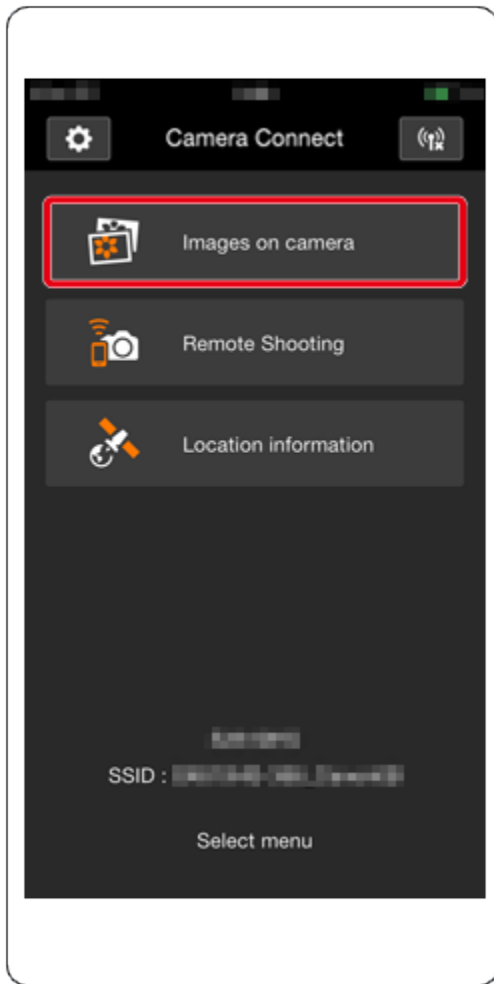 Camera Connect
Images on camera
Remote Shooting
Location information
SSID :
Select menu